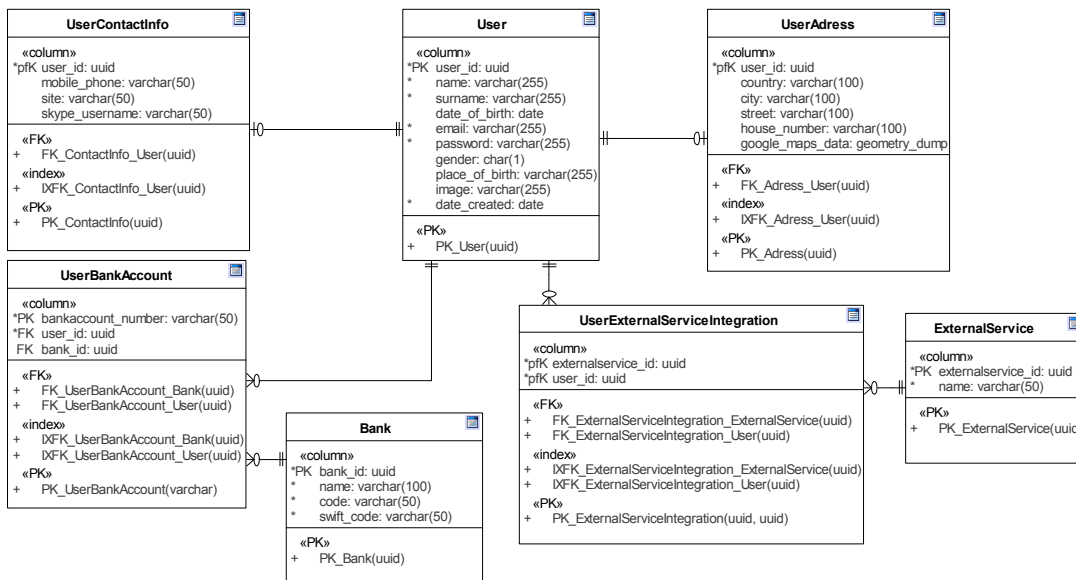 UserContactInfo
«column»
*pfK user_id: uuid
mobile_phone: varchar(50)
site: varchar(50)
skype_username: varchar(50)
«FK»
+ FK_ContactInfo_User(uuid)
«index»
+ IXFK_ContactInfo_User(uuid)
«PK»
+ PK_ContactInfo(uuid)
User
«column»
*PK user_id: uuid
* name: varchar(255)
* surname: varchar(255)
date_of_birth: date
* email: varchar(255)
* password: varchar(255)
gender: char(1)
place_of_birth: varchar(255)
image: varchar(255)
* date_created: date
«PK»
+ PK_User(uuid)
UserAdress
«column»
*pfK user_id: uuid
country: varchar(100)
city: varchar(100)
street: varchar(100)
house_number: varchar(100)
google_maps_data: geometry_dump
«FK»
+ FK_Adress_User(uuid)
«index»
+ IXFK_Adress_User(uuid)
«PK»
+ PK_Adress(uuid)
UserBankAccount
«column»
*PK bankaccount_number: varchar(50)
*FK user_id: uuid
FK bank_id: uuid
«FK»
+ FK_UserBankAccount_Bank(uuid)
+ FK_UserBankAccount_User(uuid)
«index»
+ IXFK_UserBankAccount_Bank(uuid)
+ IXFK_UserBankAccount_User(uuid)
«PK»
+ PK_UserBankAccount(varchar)
Bank
«column»
*PK bank_id: uuid
* name: varchar(100)
* code: varchar(50)
* swift_code: varchar(50)
«PK»
+ PK_Bank(uuid)
UserExternalServiceIntegration
«column»
*pfK externalservice_id: uuid
*pfK user_id: uuid
«FK»
+ FK_ExternalServiceIntegration_ExternalService(uuid)
+ FK_ExternalServiceIntegration_User(uuid)
«index»
+ IXFK_ExternalServiceIntegration_ExternalService(uuid)
+ IXFK_ExternalServiceIntegration_User(uuid)
«PK»
+ PK_ExternalServiceIntegration(uuid, uuid)
ExternalService
«column»
*PK externalservice_id: uuid
* name: varchar(50)
«PK»
+ PK_ExternalService(uuid